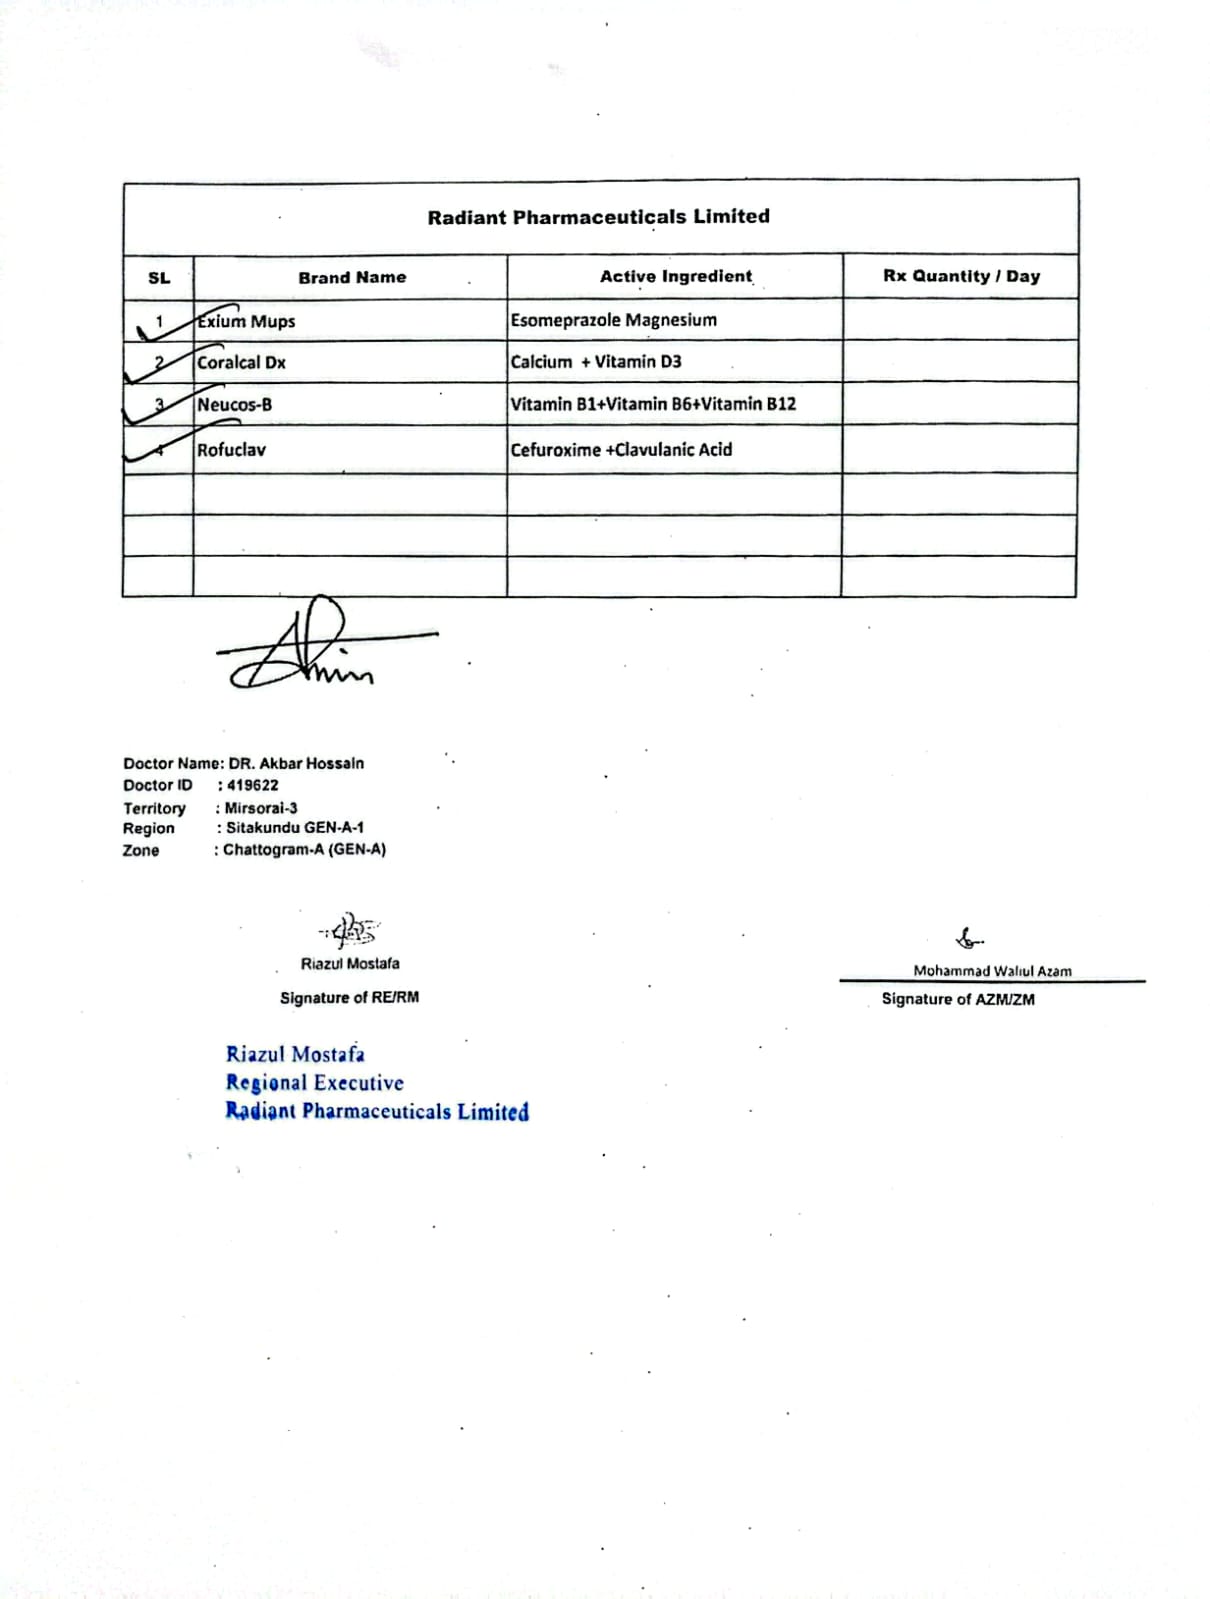 Radiant Pharmaceuticals Limited
SL Brand Name Active Ingredient Rx Quantity / Day
1 Exium Mups Esomeprazole Magnesium
2 Coralcal Dx Calcium + Vitamin D3
3 Neucos-B Vitamin B1+Vitamin B6+Vitamin B12
4 Rofuclav Cefuroxime +Clavulanic Acid
Doctor Name: DR. Akbar Hossain
Doctor ID : 419622
Territory : Mirsorai-3
Region : Sitakundu GEN-A-1
Zone : Chattogram-A (GEN-A)
Riazul Mostafa
Signature of RE/RM
Mohammad Waliul Azam
Signature of AZM/ZM
Riazul Mostafa
Regional Executive
Radiant Pharmaceuticals Limited